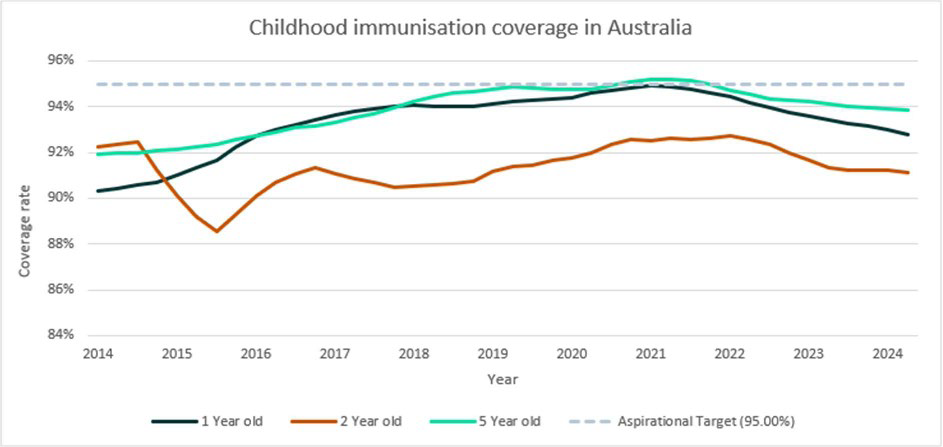 Childhood immunisation coverage in Australia
96%
94%
92%
90%
88%
86%
84%
Coverage rate
2014 2015 2016 2017 2018 2019 2020 2021 2022 2023 2024
Year
1 Year old 2 Year old 5 Year old Aspirational Target (95.00%)